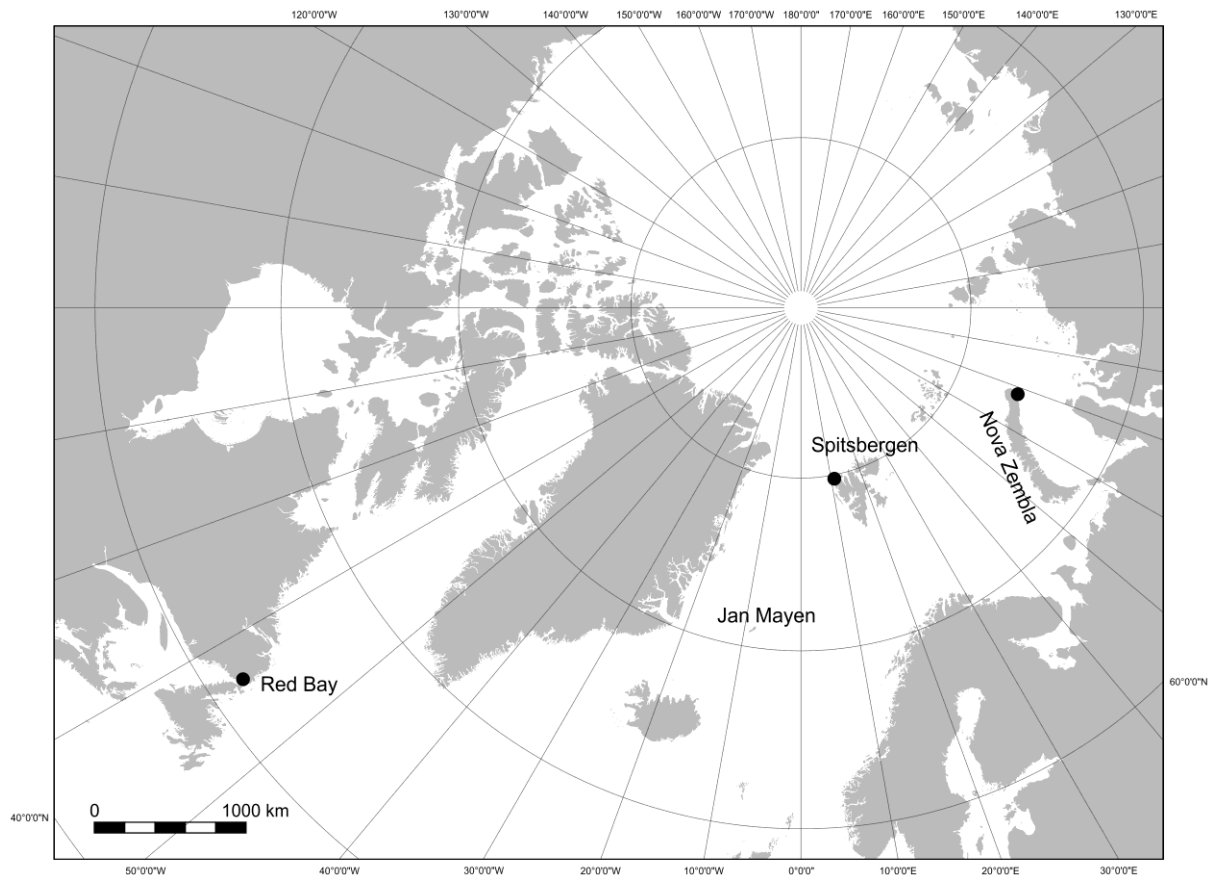 120°0'0"W 130°0'0"W 140°0'0"W 150°0'0"W 160°0'0"W 170°0'0"W 180°0'0" 170°0'0"E 160°0'0"E 150°0'0"E 140°0'0"E 130°0'0"E
Spitsbergen
Nova Zembla
Jan Mayen
Red Bay
60°0'0"N
0 1000 km
40°0'0"N
50°0'0"W 40°0'0"W 30°0'0"W 20°0'0"W 10°0'0"W 0°0'0" 10°0'0"E 20°0'0"E 30°0'0"E